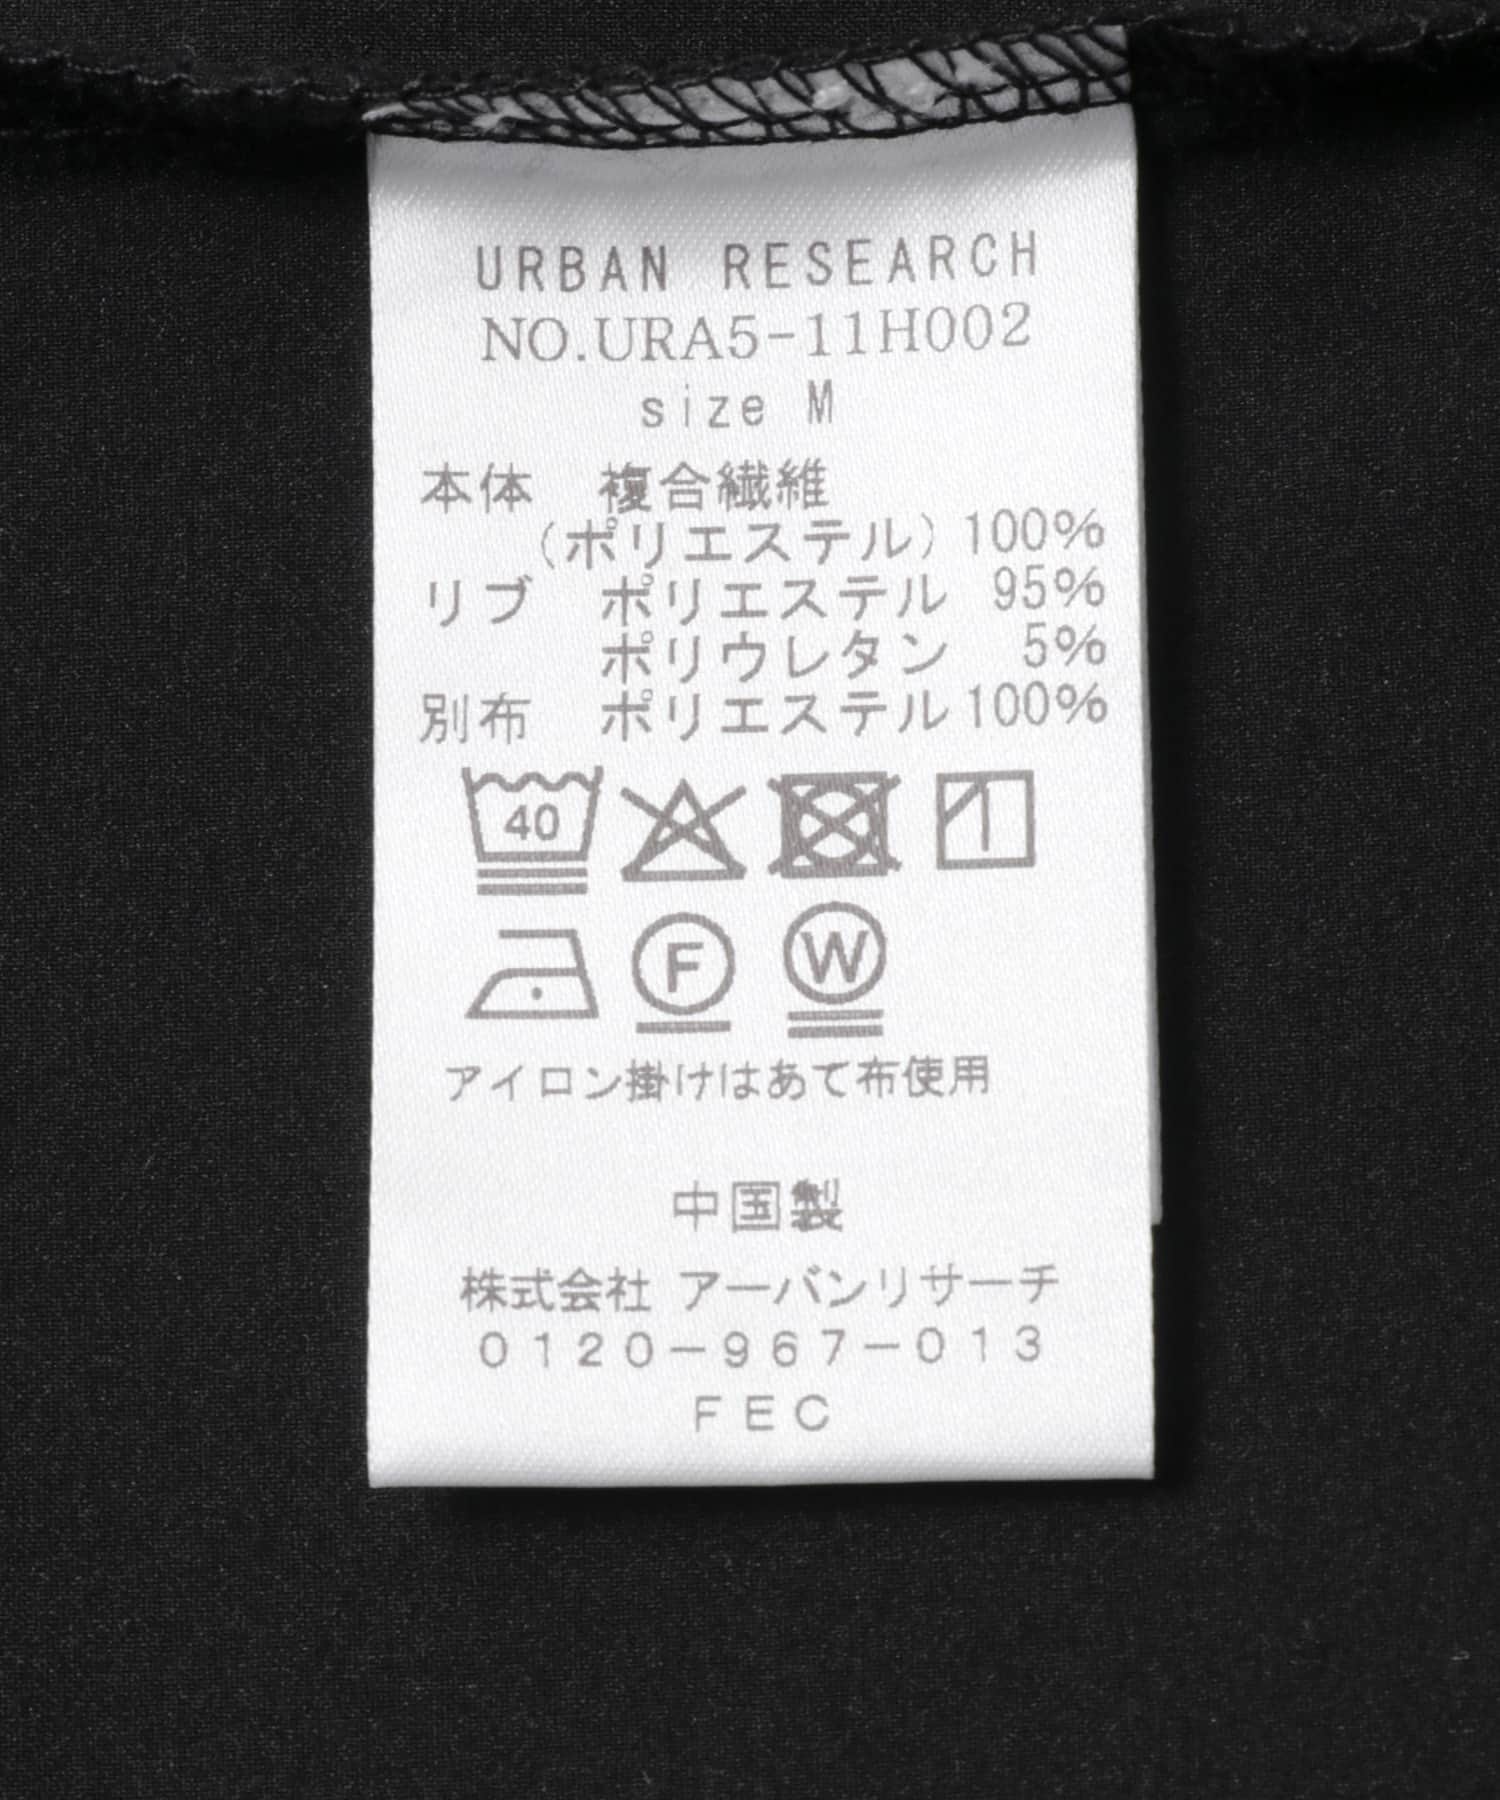 URBAN RESEARCH
NO.URA5-11H002
size M
本体 複合繊維
(ポリエステル) 100%
リブ ポリエステル 95%
ポリウレタン 5%
別布 ポリエステル 100%
40
F W
アイロン掛けはあて布使用
中国製
株式会社 アーバンリサーチ
0120-967-013
FEC